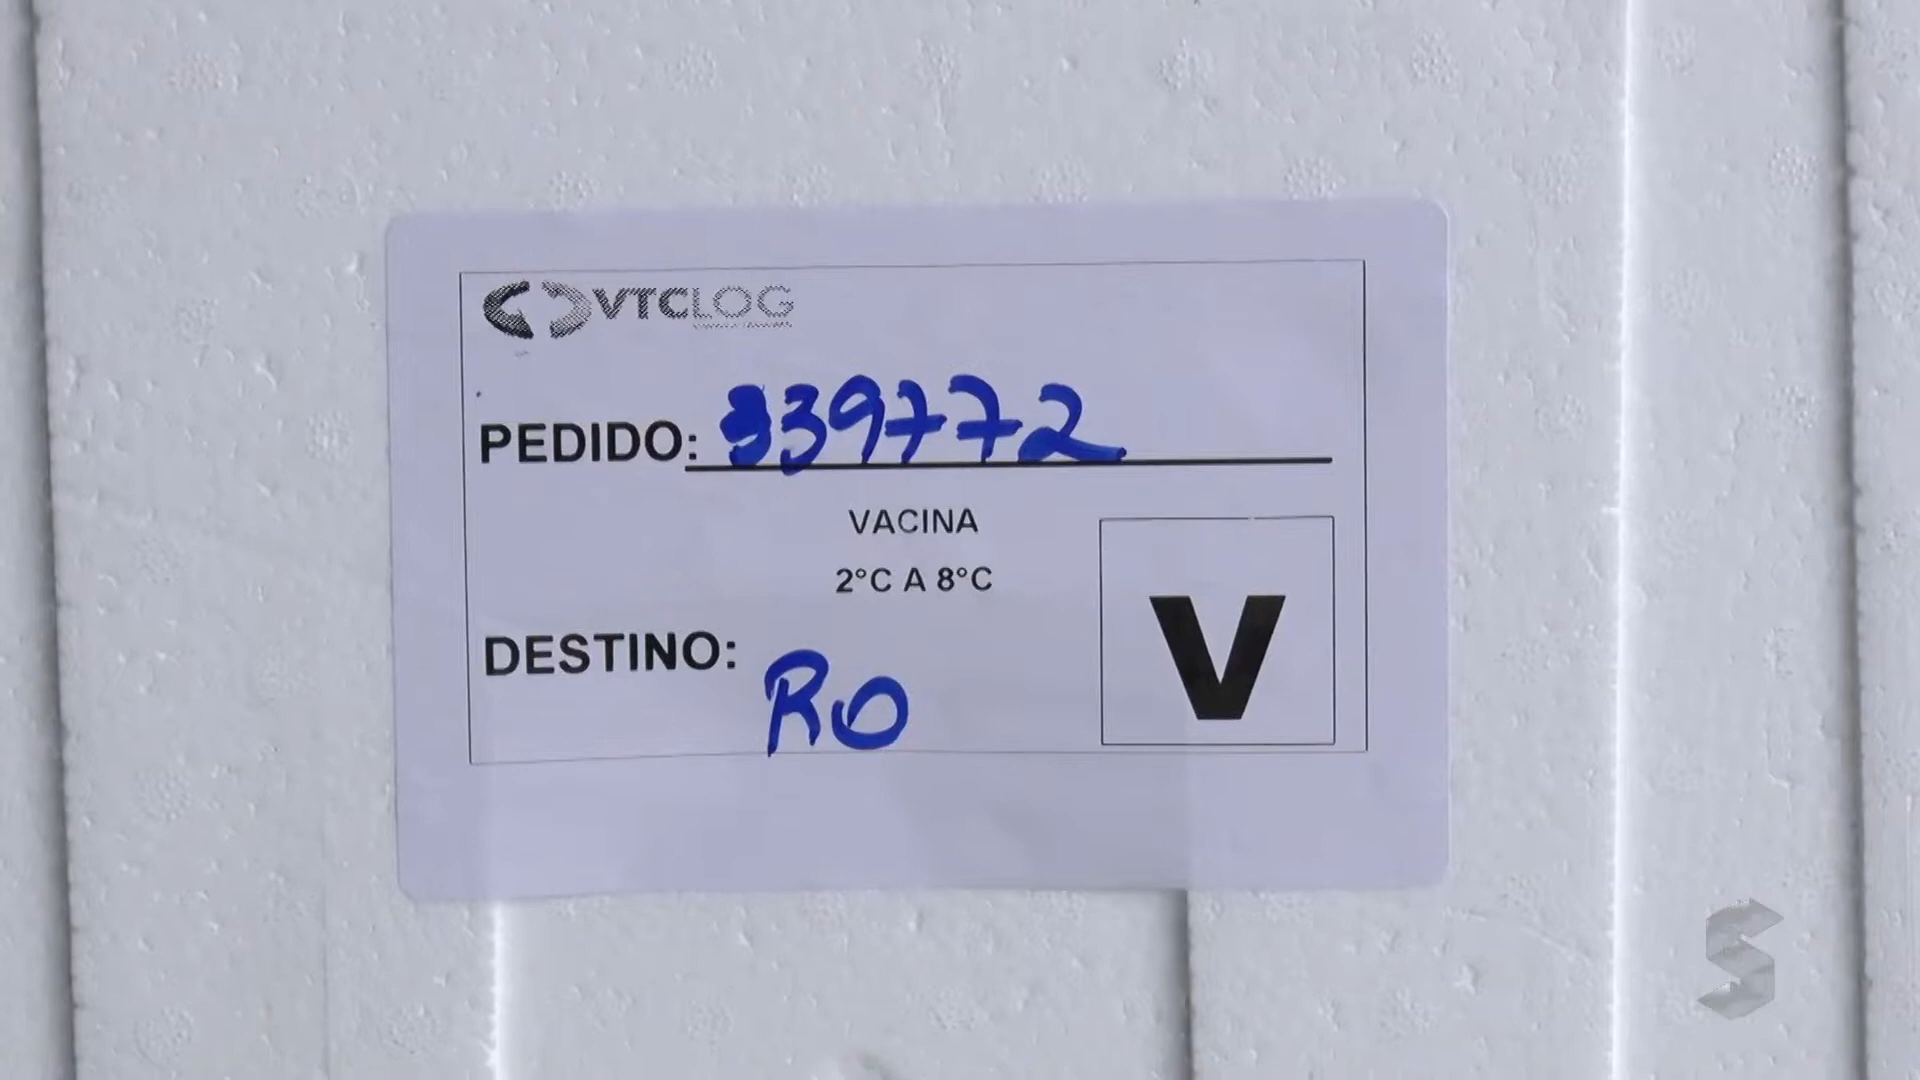 VTCLOG
PEDIDO: 339772
VACINA
2°C A 8°C
DESTINO: RO
V